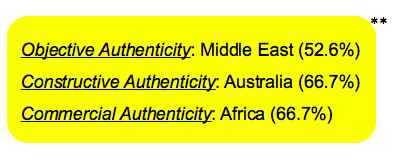 **
Objective Authenticity: Middle East (52.6%)
Constructive Authenticity: Australia (66.7%)
Commercial Authenticity: Africa (66.7%)